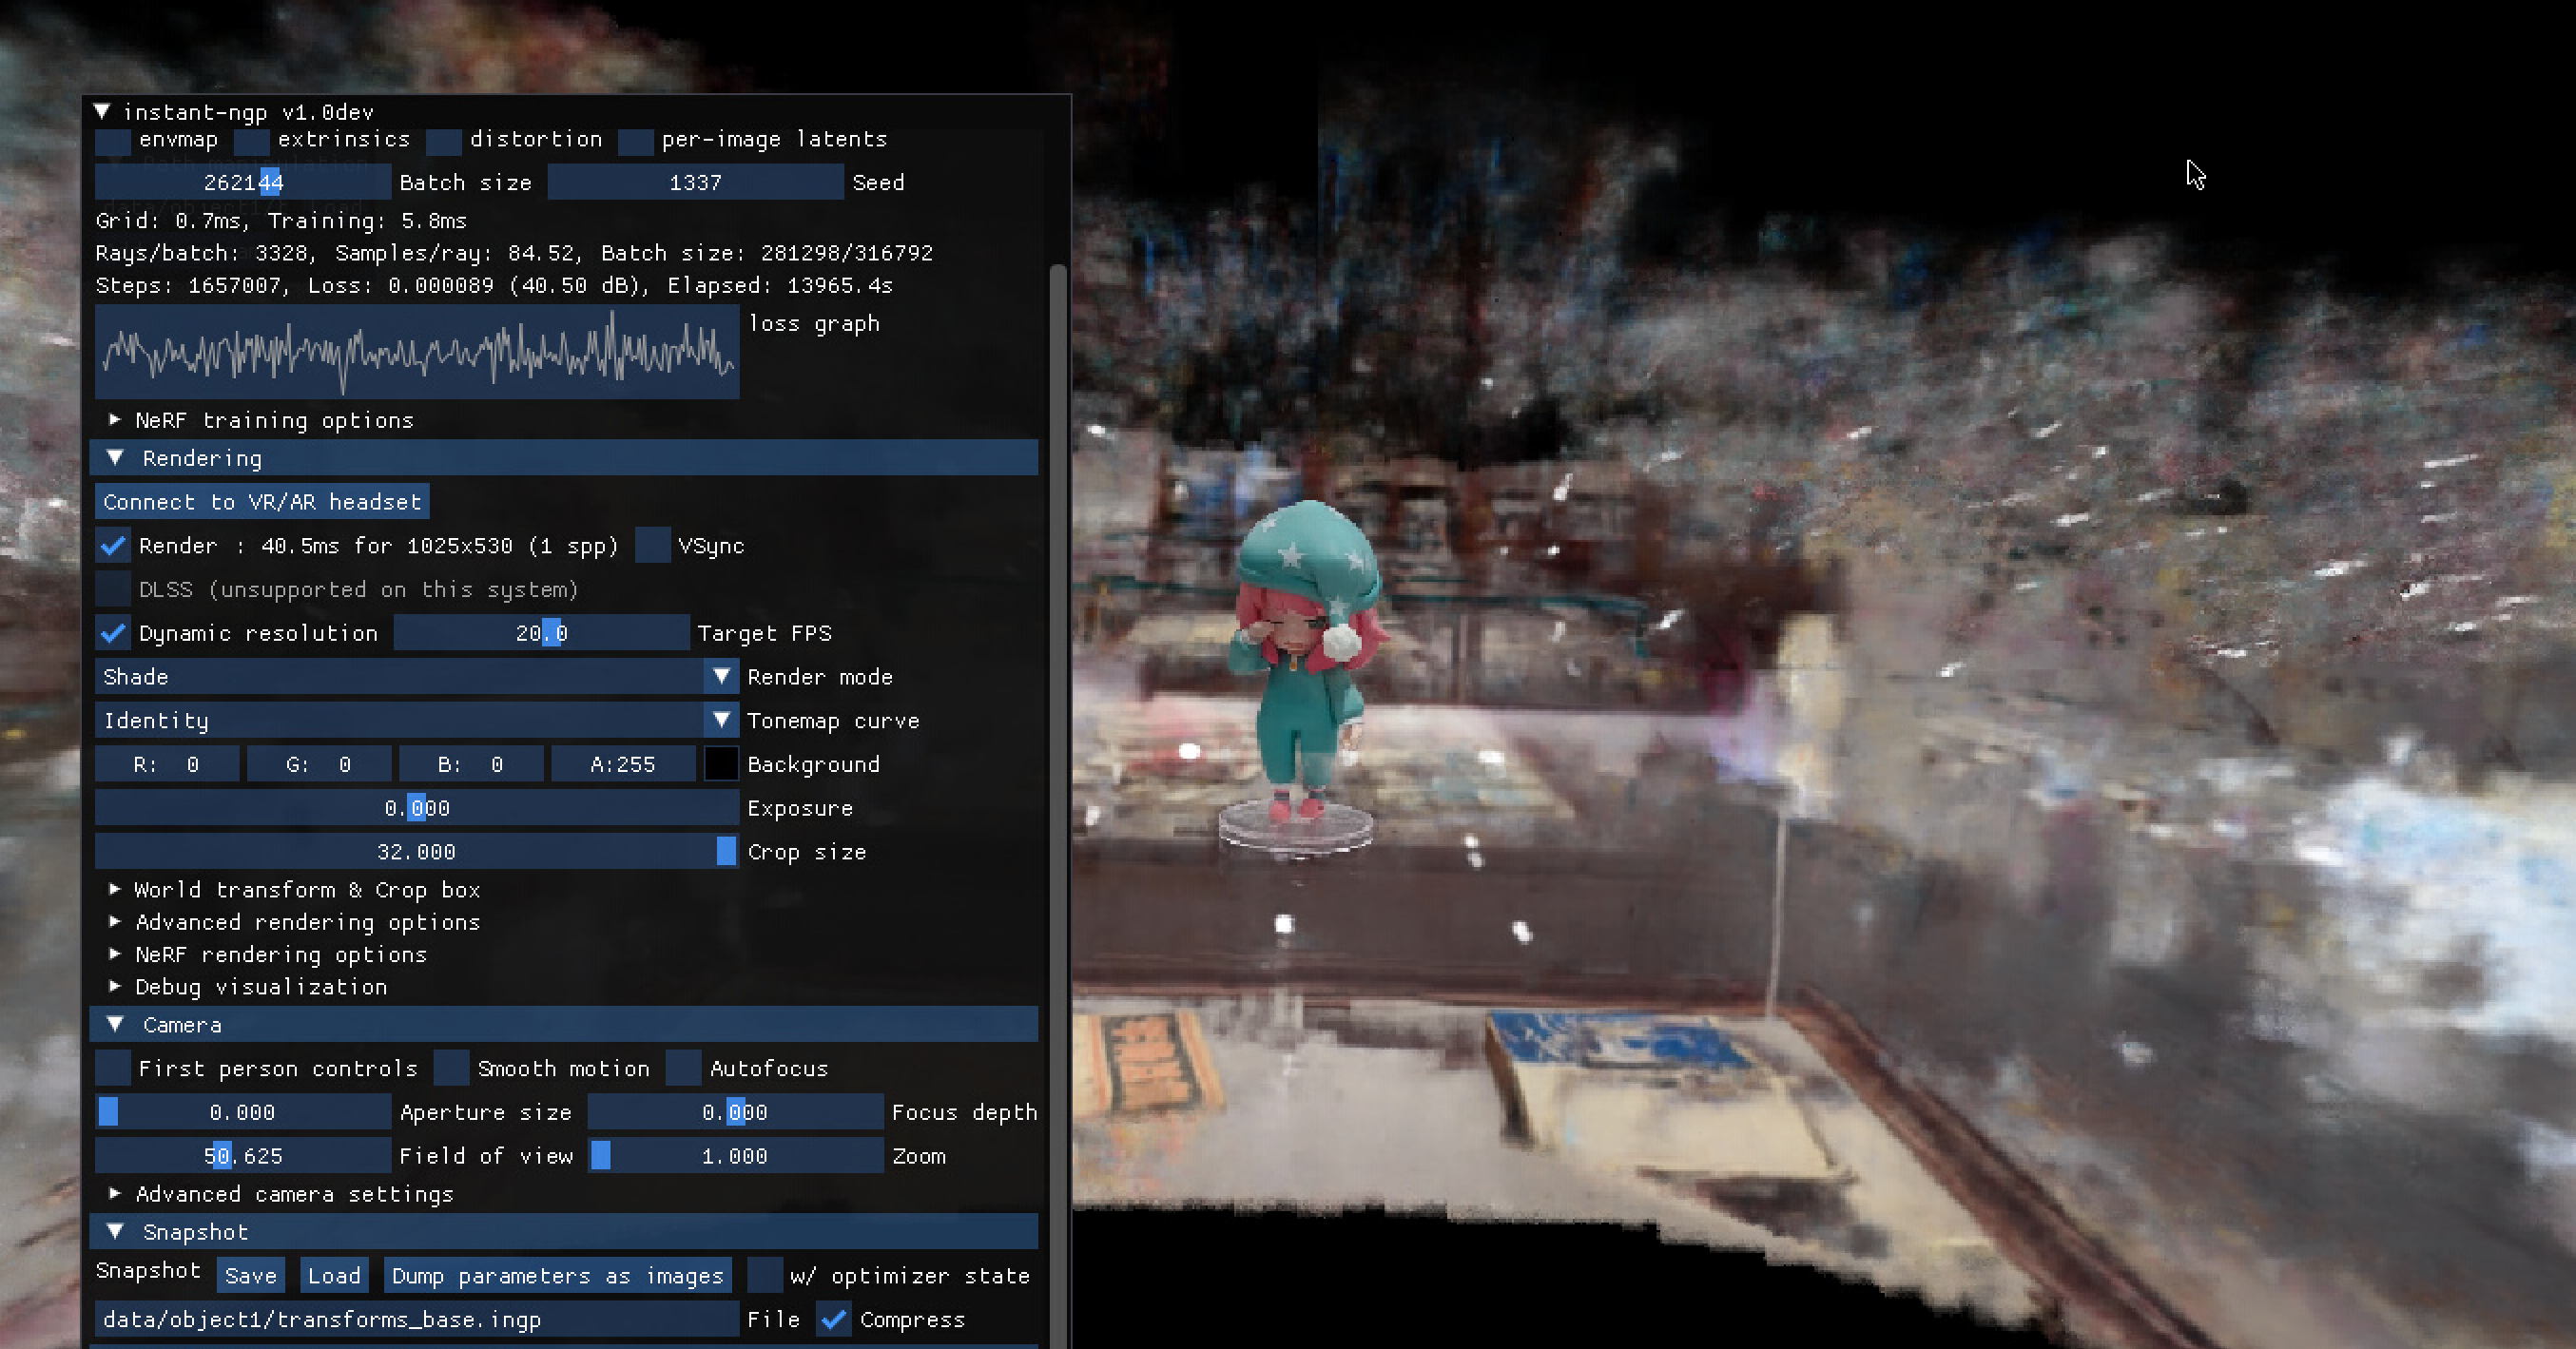 instant-ngp v1.0dev
envmap extrinsics distortion per-image latents
262144 Batch size 1337 Seed
Grid: 0.7ms, Training: 5.8ms
Rays/batch: 3328, Samples/ray: 84.52, Batch size: 281298/316792
Steps: 1657007, Loss: 0.000089 (40.50 dB), Elapsed: 13965.4s
loss graph
NeRF training options
Rendering
Connect to VR/AR headset
Render : 40.5ms for 1025x530 (1 spp) VSync
DLSS (unsupported on this system)
Dynamic resolution 20.0 Target FPS
Shade Render mode
Identity Tonemap curve
R: 0 G: 0 B: 0 A:255 Background
0.000 Exposure
32.000 Crop size
World transform & Crop box
Advanced rendering options
NeRF rendering options
Debug visualization
Camera
First person controls Smooth motion Autofocus
0.000 Aperture size 0.000 Focus depth
50.625 Field of view 1.000 Zoom
Advanced camera settings
Snapshot
Snapshot Save Load Dump parameters as images w/ optimizer state
data/object1/transforms_base.ingp File Compress